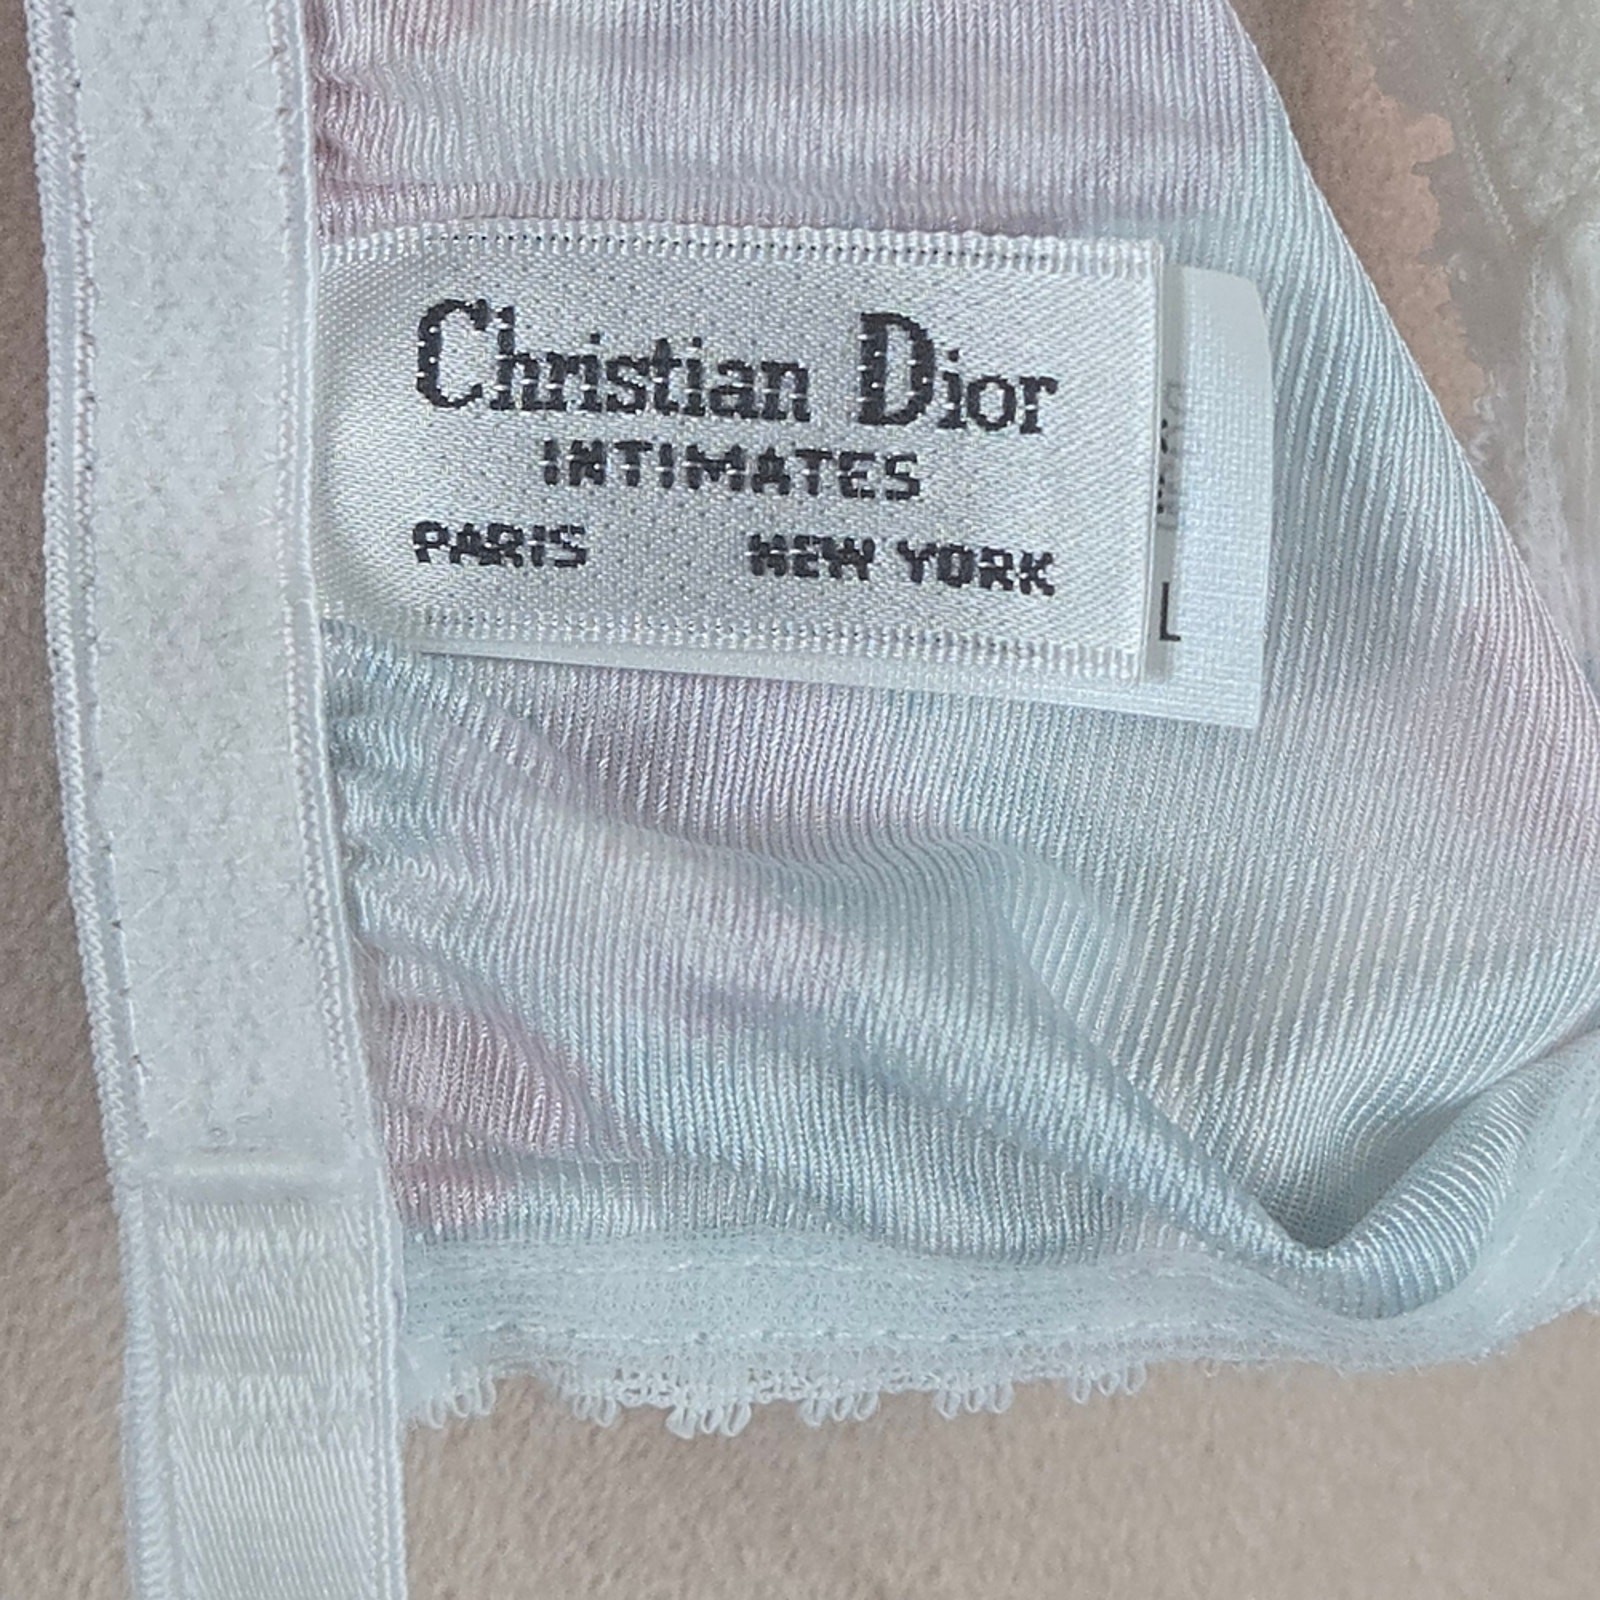 Christian Dior
INTIMATES
PARIS NEW YORK
L